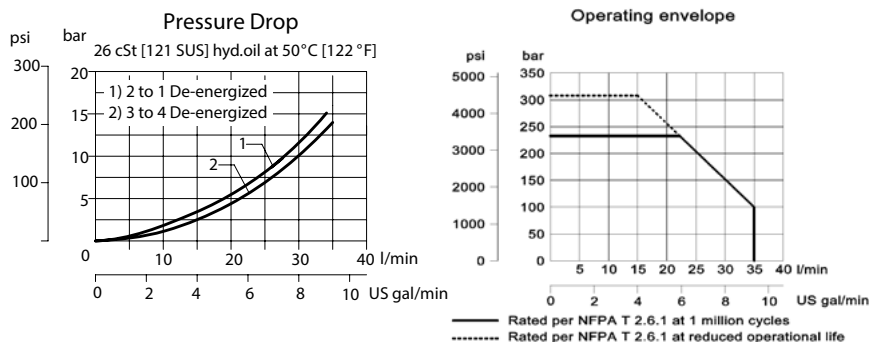 Pressure Drop
psi
bar
26 cSt [121 SUS] hyd.oil at 50°C [122 °F]
300
200
100
20
15
10
5
0
1) 2 to 1 De-energized
2) 3 to 4 De-energized
1
2
0 10 20 30 40 l/min
0 2 4 6 8 10 US gal/min
Operating envelope
psi
bar
5000
4000
3000
2000
1000
0
350
300
250
200
150
100
50
0
5 10 15 20 25 30 35 40 l/min
0 2 4 6 8 10 US gal/min
Rated per NFPA T 2.6.1 at 1 million cycles
Rated per NFPA T 2.6.1 at reduced operational life